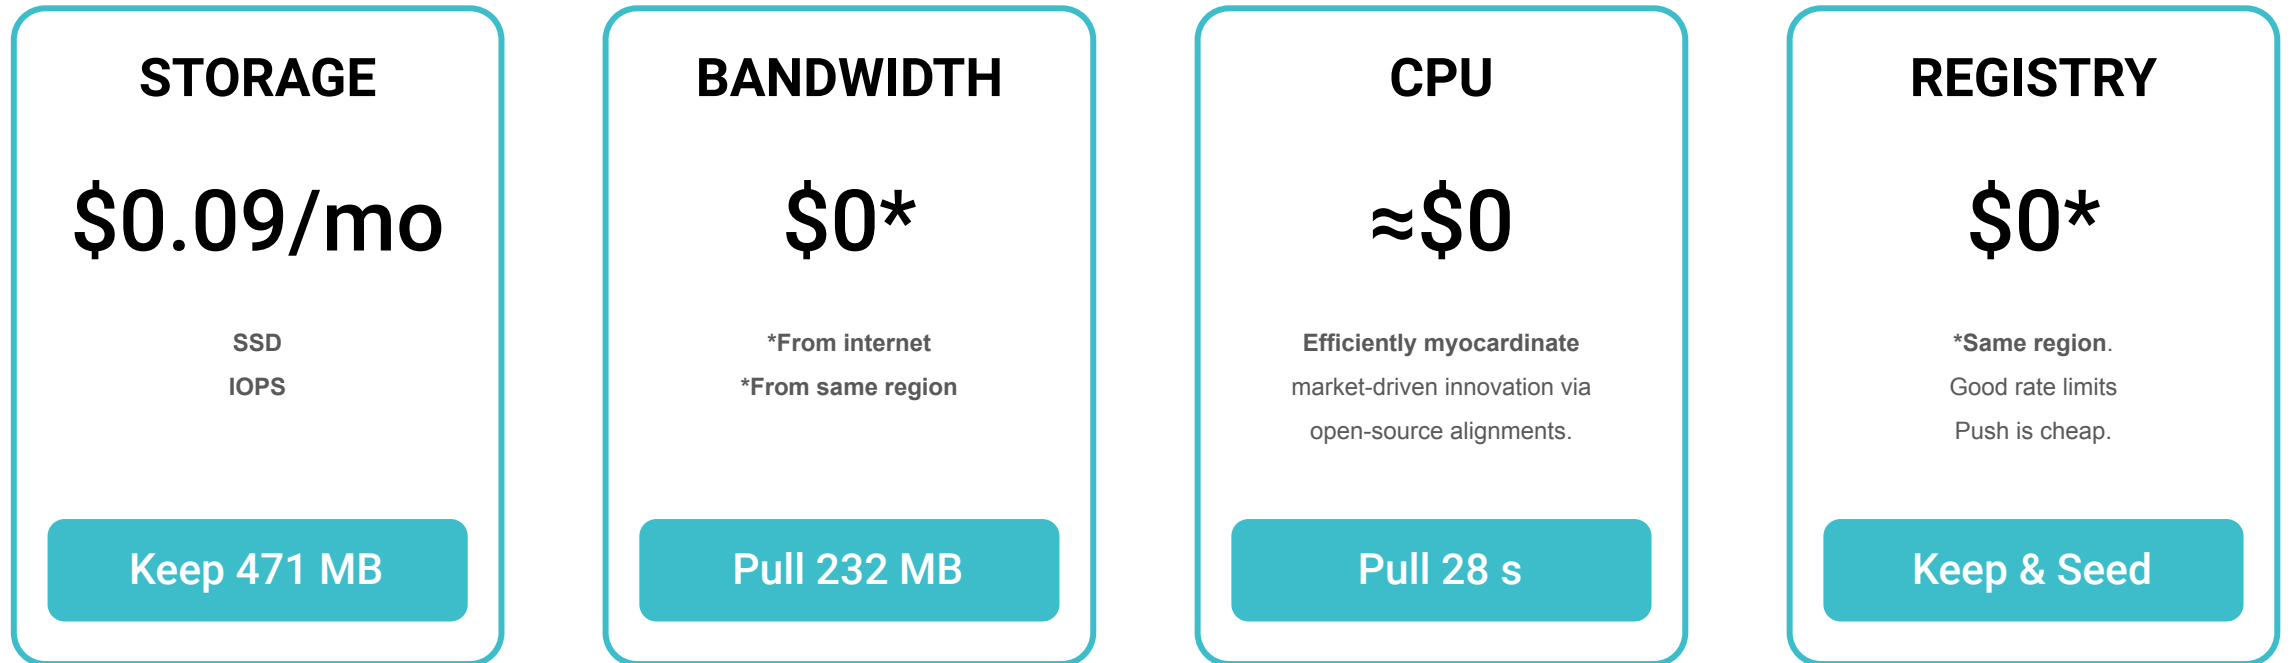 STORAGE
$0.09/mo
SSD
IOPS
Keep 471 MB
BANDWIDTH
$0*
*From internet
*From same region
Pull 232 MB
CPU
≈$0
Efficiently myocardinate
market-driven innovation via
open-source alignments.
Pull 28 s
REGISTRY
$0*
*Same region.
Good rate limits
Push is cheap.
Keep & Seed